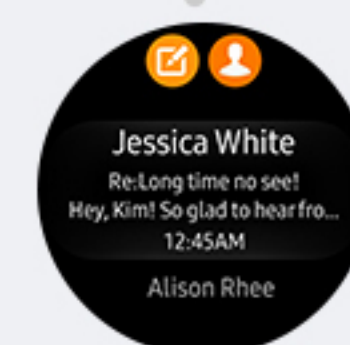 Jessica White
Re:Long time no see!
Hey, Kim! So glad to hear fro...
12:45AM
Alison Rhee